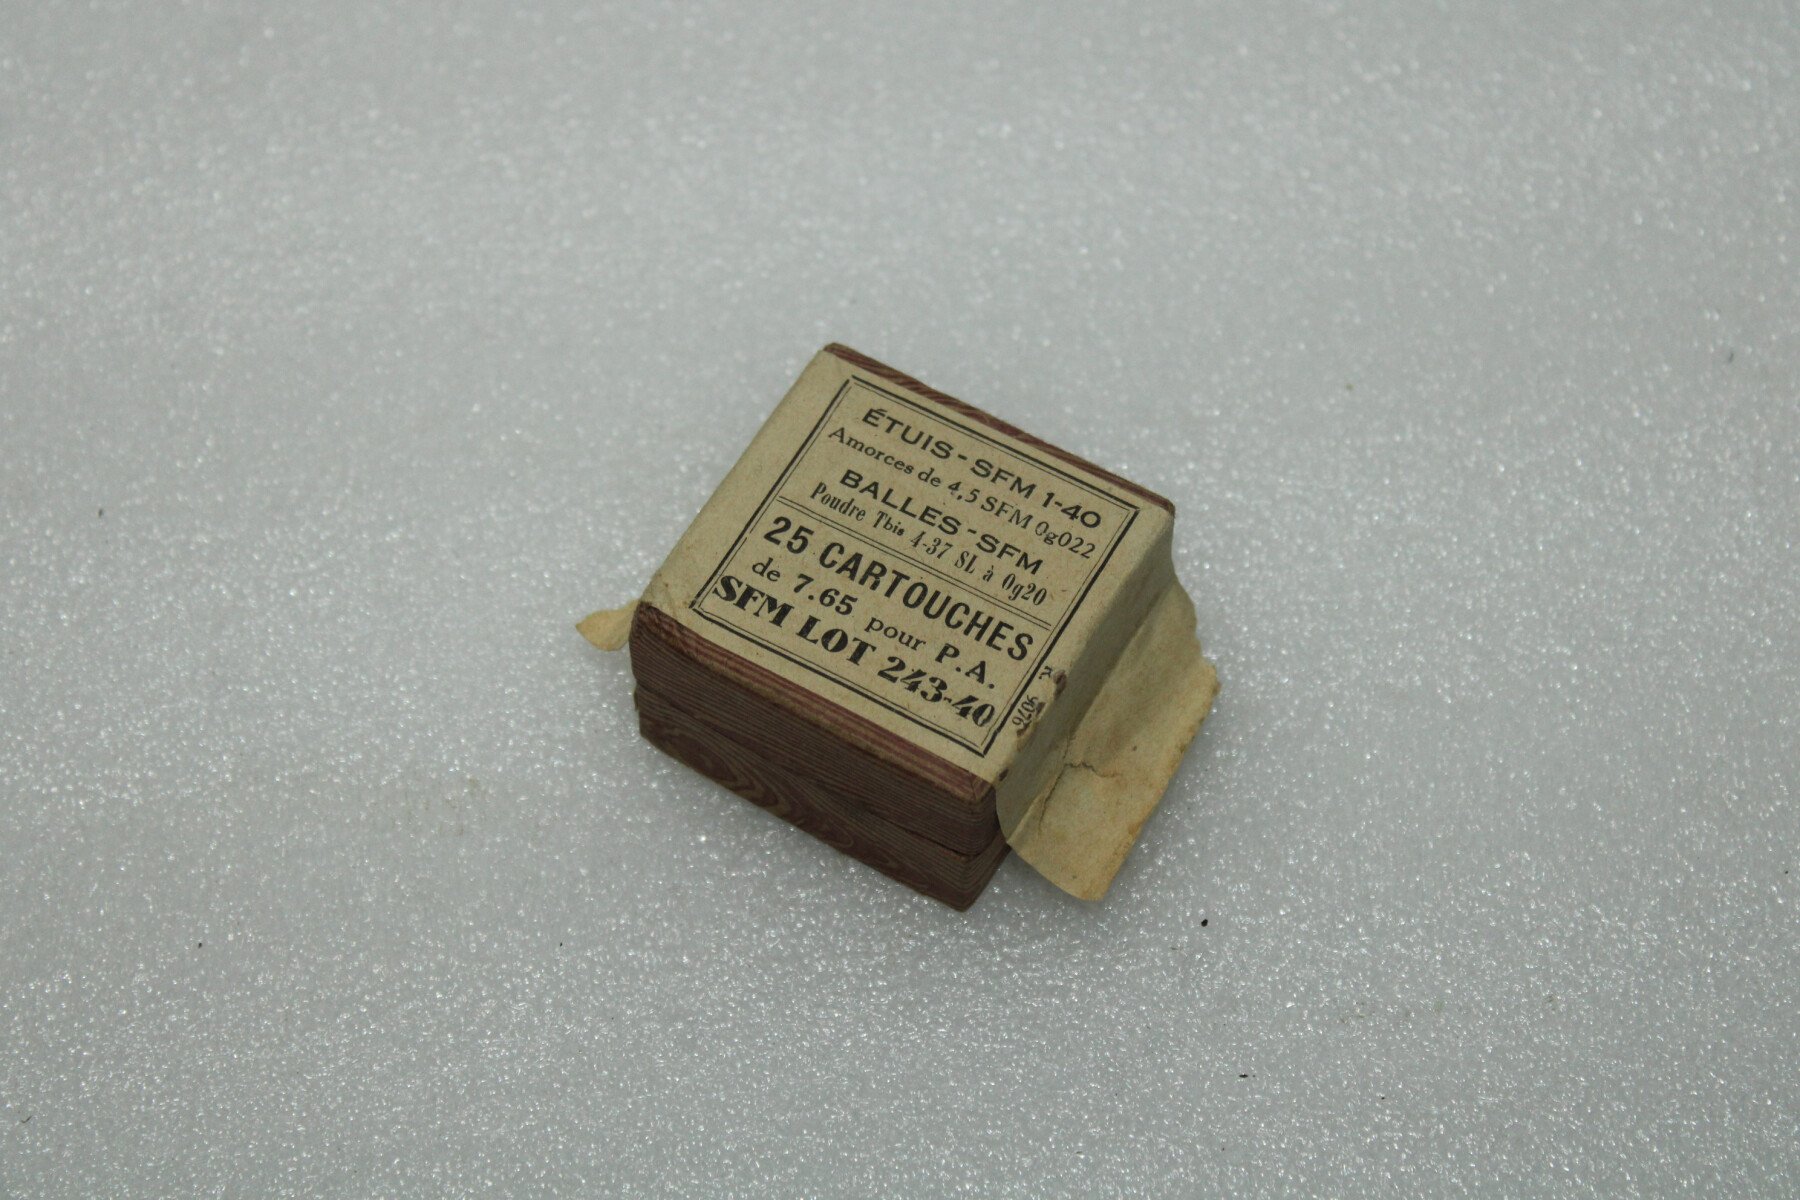 ÉTUIS - SFM 1-40
Amorces de 4,5 SFM 0g022
BALLES - SFM
Poudre Tbis 4-37 SL à 0g20
25 CARTOUCHES
de 7.65 pour P.A.
SFM LOT 243-40